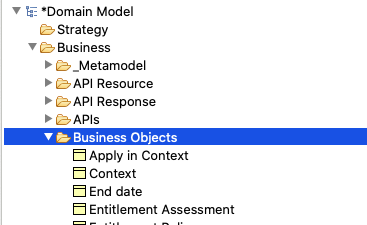 *Domain Model
Strategy
Business
_Metamodel
API Resource
API Response
APIs
Business Objects
Apply in Context
Context
End date
Entitlement Assessment